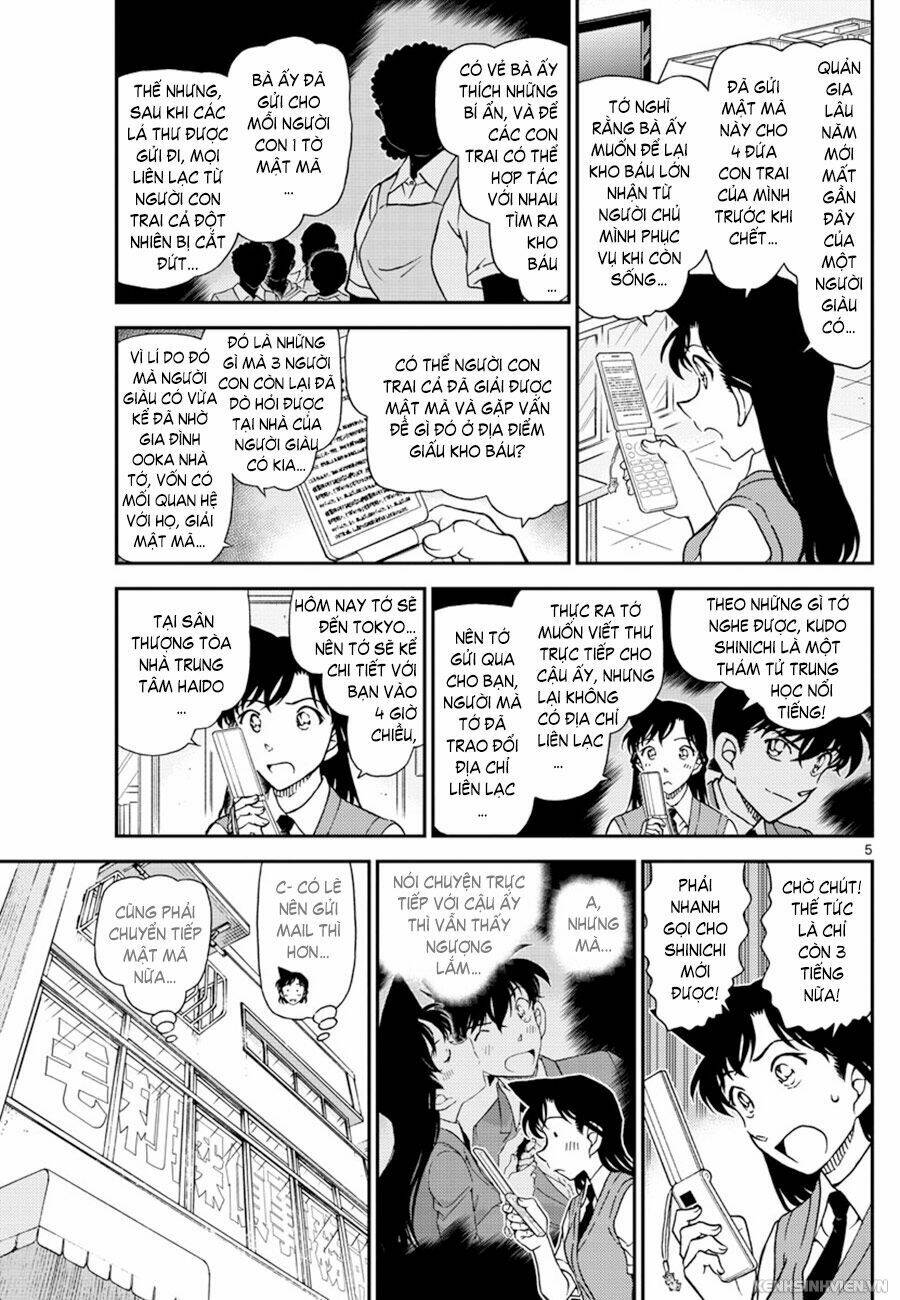 QUẢN
GIA
LÂU
NĂM
MỚI
MẤT
GẦN
ĐÂY
CỦA
MỘT
NGƯỜI
GIÀU
CÓ...
ĐÃ GỬI
MẬT MÃ
NÀY CHO
4 ĐỨA
CON TRAI
CỦA MÌNH
TRƯỚC KHI
CHẾT...
TỚ NGHĨ
RẰNG BÀ ẤY
MUỐN ĐỂ LẠI
KHO BÁU LỚN
NHẬN TỪ
NGƯỜI CHỦ
MÌNH PHỤC
VỤ KHI CÒN
SỐNG...
CÓ VẺ BÀ ẤY
THÍCH NHỮNG
BÍ ẨN, VÀ ĐỂ
CÁC CON
TRAI CÓ THỂ
HỢP TÁC
VỚI NHAU
TÌM RA
KHO
BÁU
...
BÀ ẤY ĐÃ
GỬI CHO
MỖI NGƯỜI
CON 1 TỜ
MẬT MÃ
...
THẾ NHƯNG,
SAU KHI CÁC
LÁ THƯ ĐƯỢC
GỬI ĐI, MỌI
LIÊN LẠC TỪ
NGƯỜI CON
TRAI CẢ ĐỘT
NHIÊN BỊ CẮT
ĐỨT...
CÓ THỂ NGƯỜI CON
TRAI CẢ ĐÃ GIẢI ĐƯỢC
MẬT MÃ VÀ GẶP VẤN
ĐỀ GÌ ĐÓ Ở ĐỊA ĐIỂM
GIẤU KHO BÁU?
ĐÓ LÀ NHỮNG
GÌ MÀ 3 NGƯỜI
CON CÒN LẠI ĐÃ
DÒ HỎI ĐƯỢC
TẠI NHÀ CỦA
NGƯỜI GIÀU
CÓ KIA...
VÌ LÍ DO ĐÓ
MÀ NGƯỜI
GIÀU CÓ VỪA
KỂ ĐÃ NHỜ
GIA ĐÌNH
OOKA NHÀ
TỚ, VỐN CÓ
MỐI QUAN HỆ
VỚI HỌ, GIẢI
MẬT MÃ...
THEO NHỮNG GÌ TỚ
NGHE ĐƯỢC, KUDO
SHINICHI LÀ MỘT
THÁM TỬ TRUNG
HỌC NỔI
TIẾNG!
THỰC RA TỚ
MUỐN VIẾT THƯ
TRỰC TIẾP CHO
CẬU ẤY, NHƯNG
LẠI KHÔNG
CÓ ĐỊA CHỈ
LIÊN LẠC
...
NÊN TỚ
GỬI QUA
CHO BẠN,
NGƯỜI MÀ
TỚ ĐÃ
TRAO ĐỔI
ĐỊA CHỈ
LIÊN LẠC
...
HÔM NAY TỚ SẼ
ĐẾN TOKYO...
NÊN TỚ SẼ KỂ
CHI TIẾT VỚI
BẠN VÀO
4 GIỜ
CHIỀU,
TẠI SÂN
THƯỢNG TÒA
NHÀ TRUNG
TÂM HAIDO
...
5
CHỜ CHÚT!
THẾ TỨC
LÀ CHỈ
CÒN 3
TIẾNG
NỮA!
PHẢI
NHANH
GỌI CHO
SHINICHI
MỚI
ĐƯỢC!
A,
NHƯNG
MÀ...
NÓI CHUYỆN TRỰC
TIẾP VỚI CẬU ẤY
THÌ VẪN THẤY
NGƯỢNG
LẮM...
C- CÓ LẼ
NÊN GỬI
MAIL THÌ
HƠN...
CŨNG PHẢI
CHUYỂN TIẾP
MẬT MÃ
NỮA...
毛利探偵事務
KENHSINHVIEN.VN